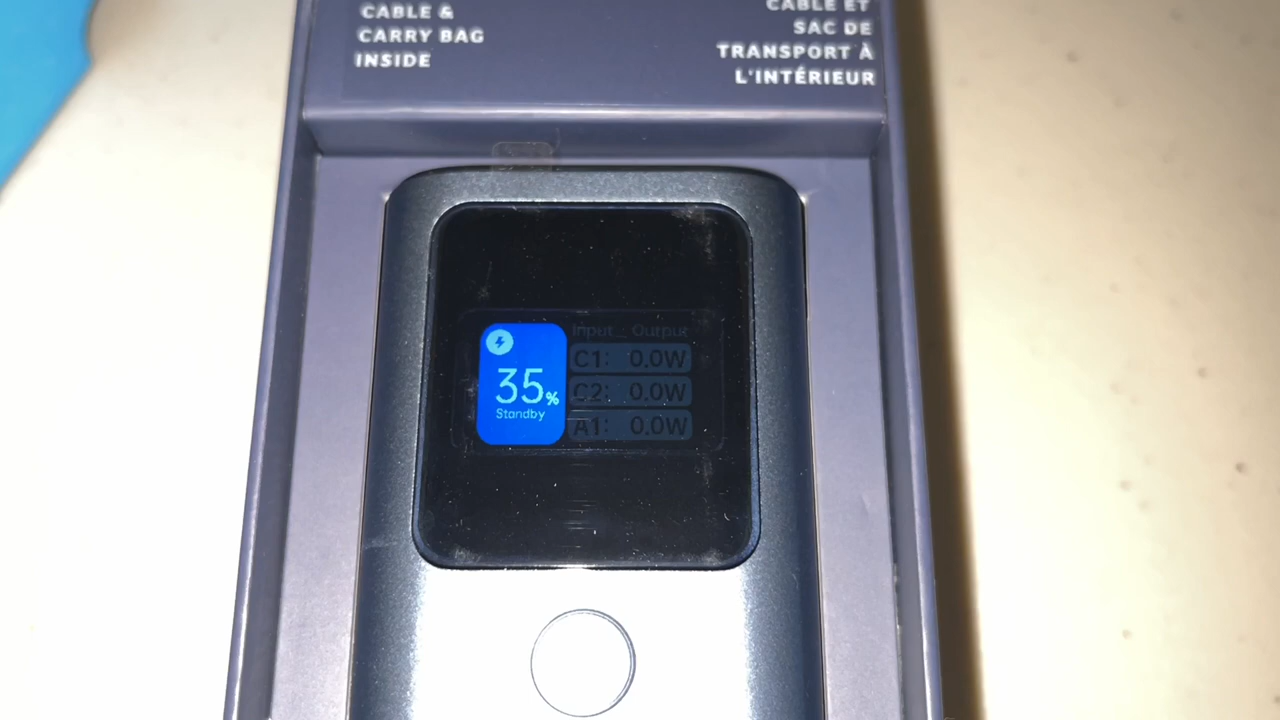 CABLE &
CARRY BAG
INSIDE
CABLE ET
SAC DE
TRANSPORT À
L'INTÉRIEUR
35%
Standby
Input Output
C1: 0.0W
C2: 0.0W
A1: 0.0W